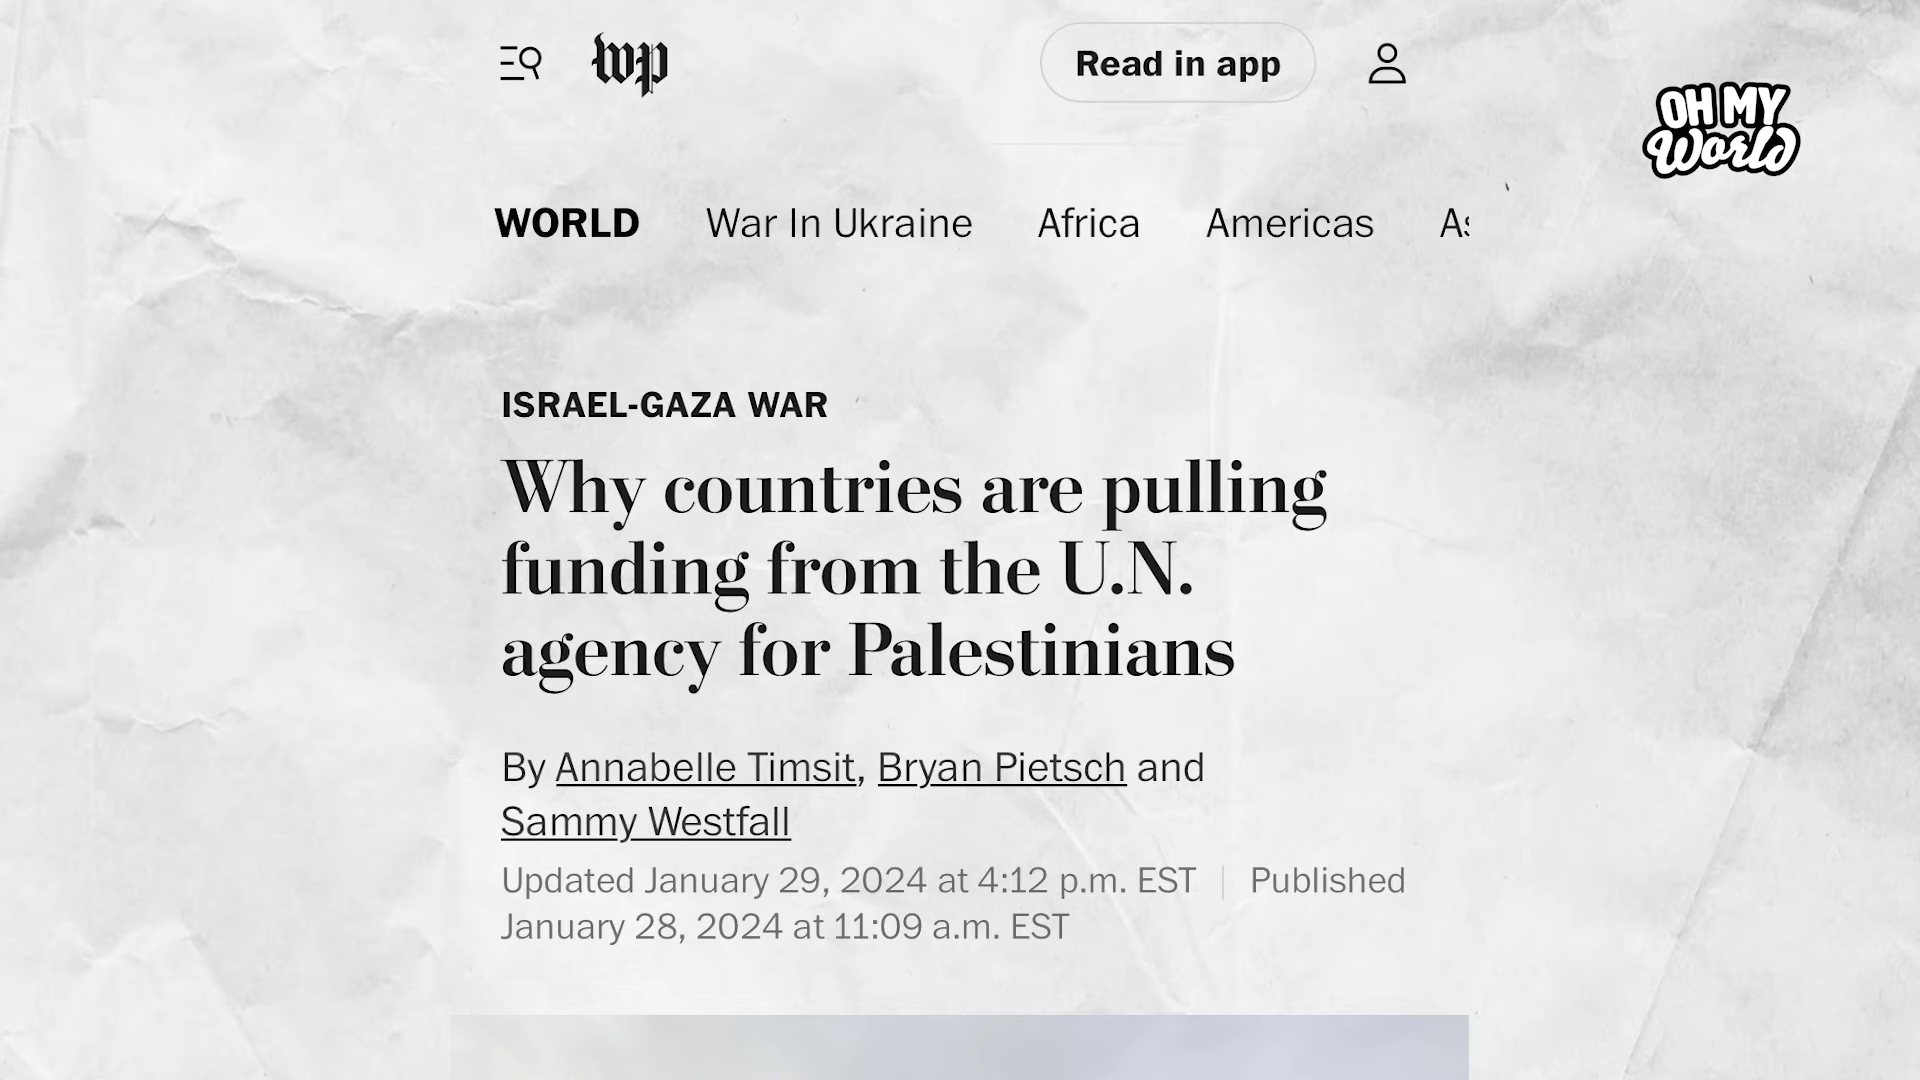 wp
Read in app
OH MY
World
WORLD War In Ukraine Africa Americas As
ISRAEL-GAZA WAR
Why countries are pulling
funding from the U.N.
agency for Palestinians
By Annabelle Timsit, Bryan Pietsch and
Sammy Westfall
Updated January 29, 2024 at 4:12 p.m. EST | Published
January 28, 2024 at 11:09 a.m. EST